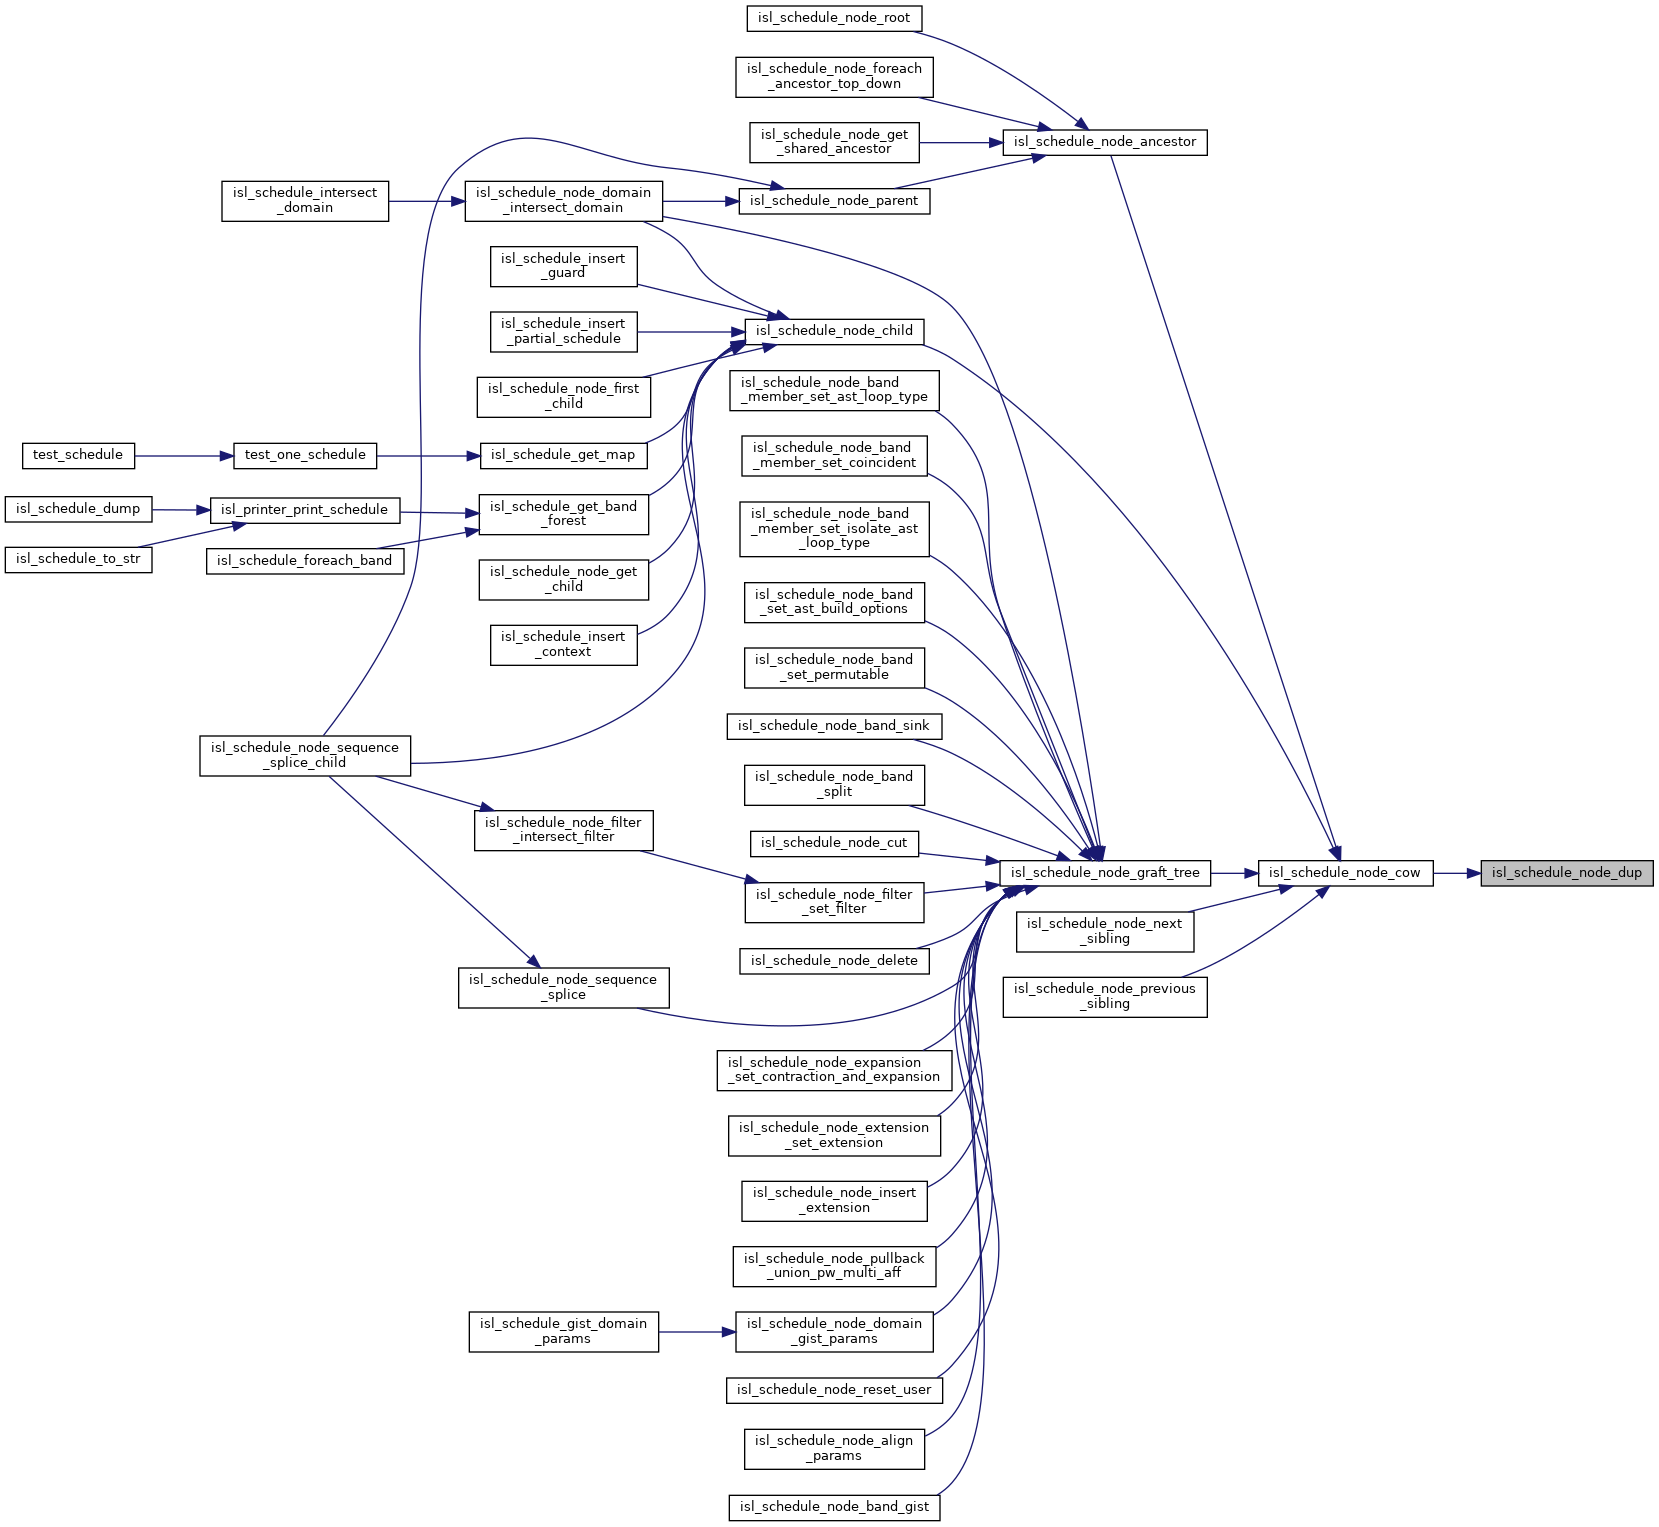 isl_schedule_node_root
isl_schedule_node_foreach
_ancestor_top_down
isl_schedule_node_get
_shared_ancestor
isl_schedule_node_ancestor
isl_schedule_intersect
_domain
isl_schedule_node_domain
_intersect_domain
isl_schedule_node_parent
isl_schedule_insert
_guard
isl_schedule_insert
_partial_schedule
isl_schedule_node_child
isl_schedule_node_first
_child
isl_schedule_node_band
_member_set_ast_loop_type
test_schedule
test_one_schedule
isl_schedule_get_map
isl_schedule_node_band
_member_set_coincident
isl_schedule_dump
isl_printer_print_schedule
isl_schedule_get_band
_forest
isl_schedule_node_band
_member_set_isolate_ast
_loop_type
isl_schedule_to_str
isl_schedule_foreach_band
isl_schedule_node_get
_child
isl_schedule_node_band
_set_ast_build_options
isl_schedule_insert
_context
isl_schedule_node_band
_set_permutable
isl_schedule_node_band_sink
isl_schedule_node_sequence
_splice_child
isl_schedule_node_band
_split
isl_schedule_node_filter
_intersect_filter
isl_schedule_node_cut
isl_schedule_node_graft_tree
isl_schedule_node_cow
isl_schedule_node_dup
isl_schedule_node_filter
_set_filter
isl_schedule_node_next
_sibling
isl_schedule_node_delete
isl_schedule_node_sequence
_splice
isl_schedule_node_previous
_sibling
isl_schedule_node_expansion
_set_contraction_and_expansion
isl_schedule_node_extension
_set_extension
isl_schedule_node_insert
_extension
isl_schedule_node_pullback
_union_pw_multi_aff
isl_schedule_gist_domain
_params
isl_schedule_node_domain
_gist_params
isl_schedule_node_reset_user
isl_schedule_node_align
_params
isl_schedule_node_band_gist